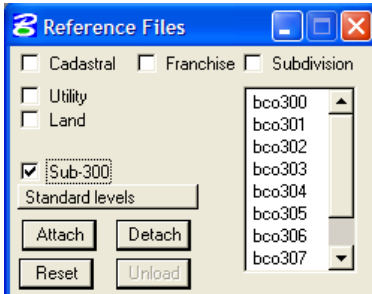 Reference Files
Cadastral Franchise Subdivision
Utility
Land
Sub-300
Standard levels
Attach Detach
Reset Unload
bco300
bco301
bco302
bco303
bco304
bco305
bco306
bco307